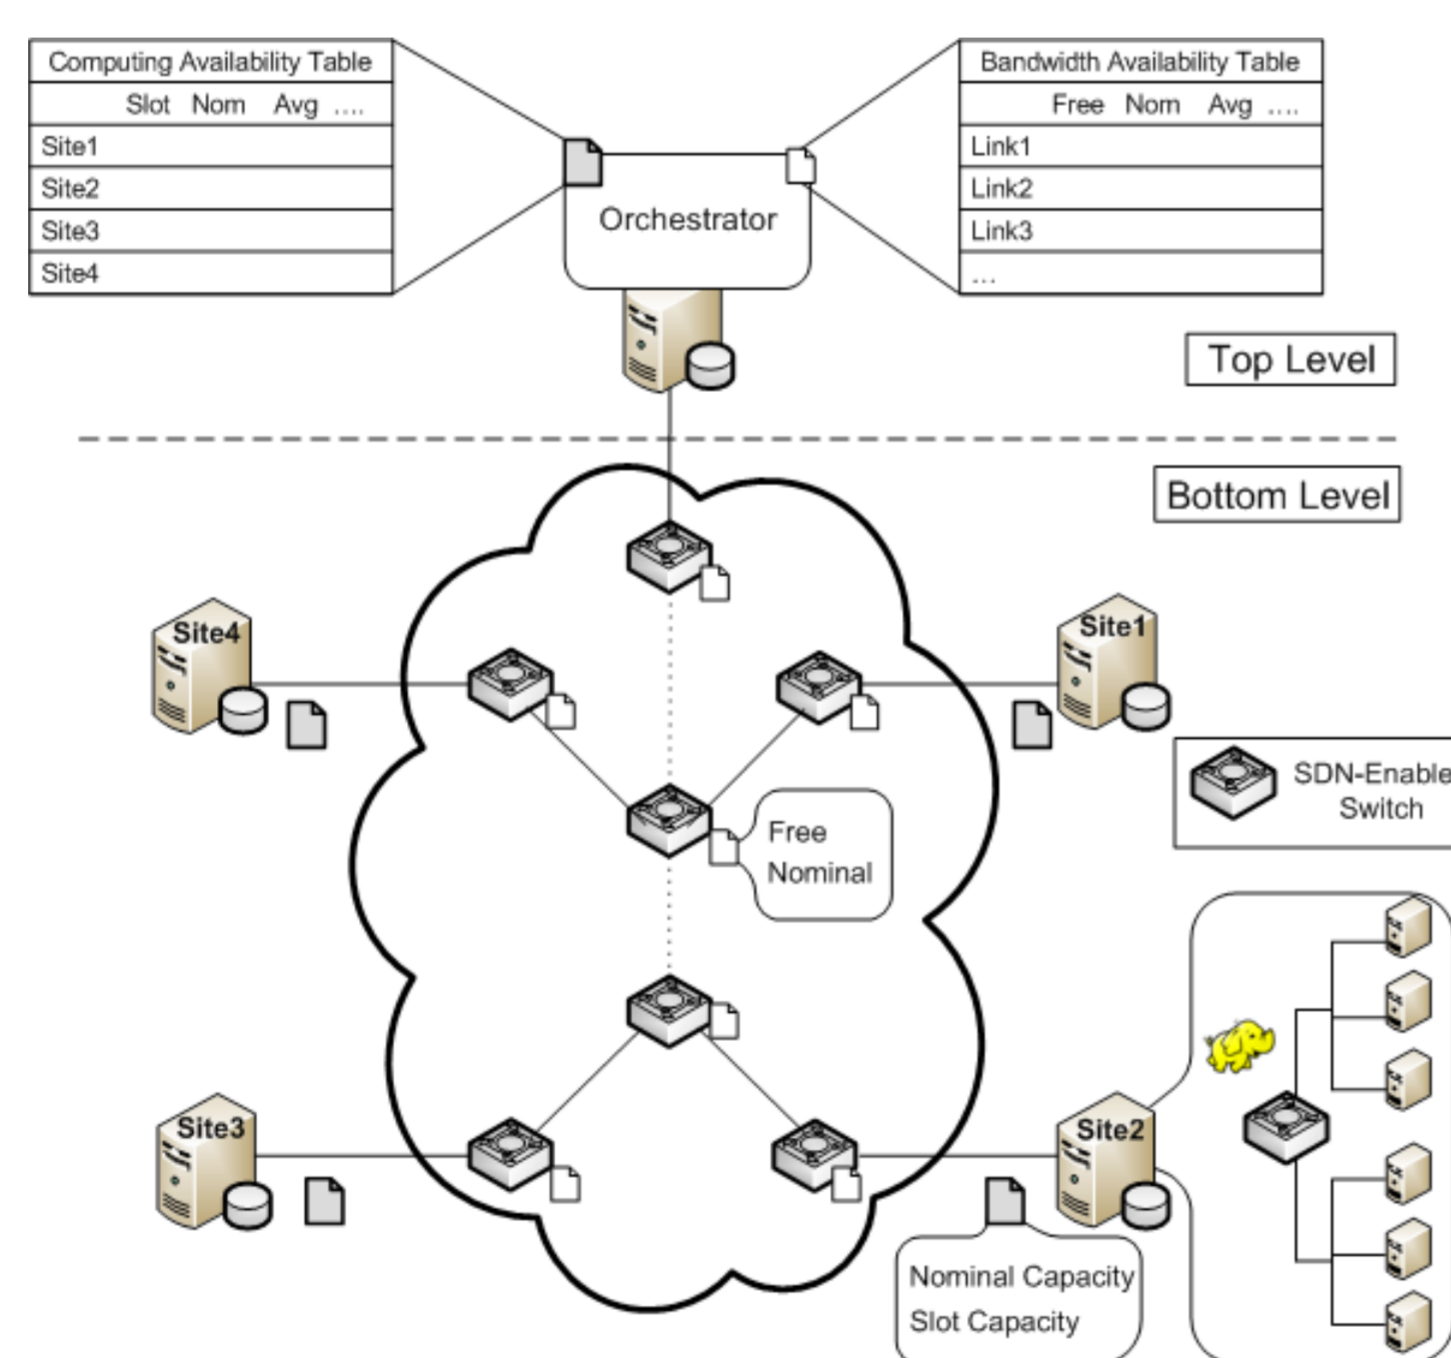 Computing Availability Table
Slot Nom Avg ....
Site1
Site2
Site3
Site4
Bandwidth Availability Table
Free Nom Avg ....
Link1
Link2
Link3
...
Orchestrator
Top Level
Bottom Level
Site4
Site1
SDN-Enable
Switch
Free
Nominal
Site3
Site2
Nominal Capacity
Slot Capacity